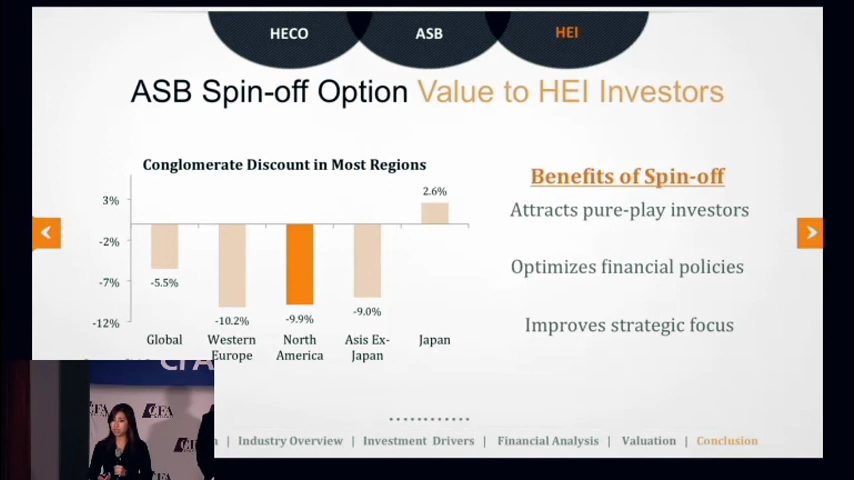 HECO
ASB
HEI
ASB Spin-off Option Value to HEI Investors
Conglomerate Discount in Most Regions
3%
-2%
-7%
-12%
2.6%
-5.5%
-10.2%
-9.9%
-9.0%
Global
Western
Europe
North
America
Asis Ex-
Japan
Japan
Benefits of Spin-off
Attracts pure-play investors
Optimizes financial policies
Improves strategic focus
| Industry Overview | Investment Drivers | Financial Analysis | Valuation | Conclusion
CFA
CFA
CFA
CFA